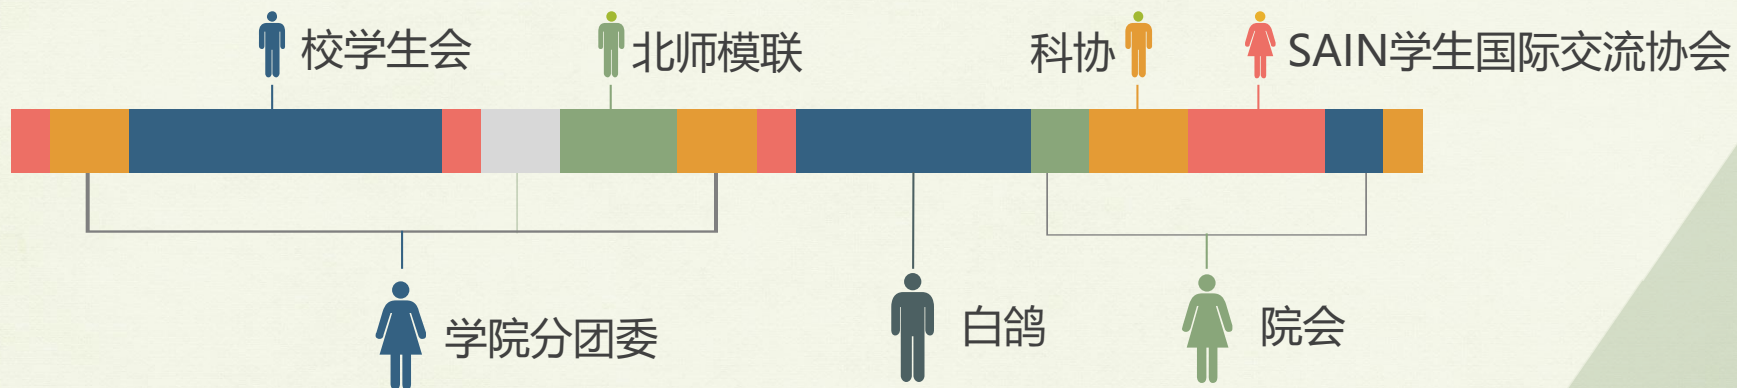 校学生会
北师模联
科协
SAIN学生国际交流协会
学院分团委
白鸽
院会